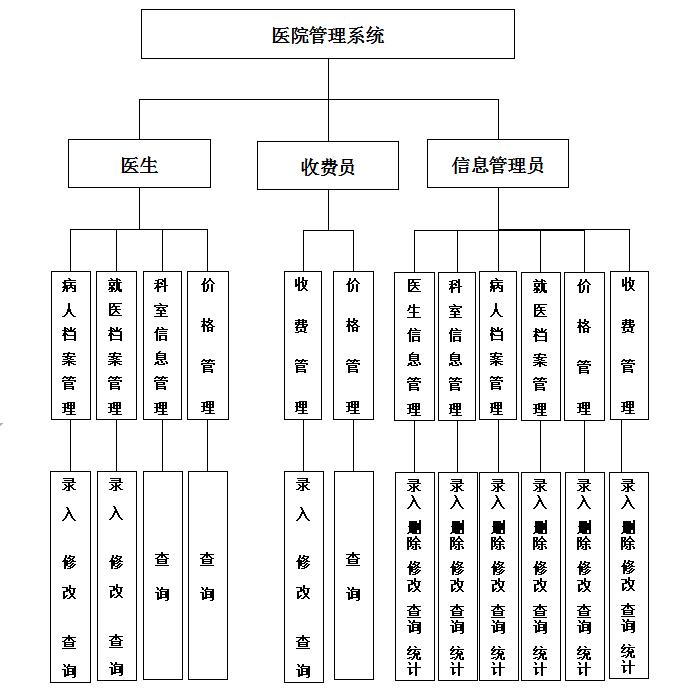 医院管理系统
医生
收费员
信息管理员
病人档案管理
就医档案管理
科室信息管理
价格管理
收费管理
价格管理
医生信息管理
科室信息管理
病人档案管理
就医档案管理
价格管理
收费管理
录入 修改 查询
录入 修改 查询
查询
查询
录入 修改 查询
查询
录入 删除 修改 查询 统计
录入 删除 修改 查询 统计
录入 删除 修改 查询 统计
录入 删除 修改 查询 统计
录入 删除 修改 查询 统计
录入 删除 修改 查询 统计